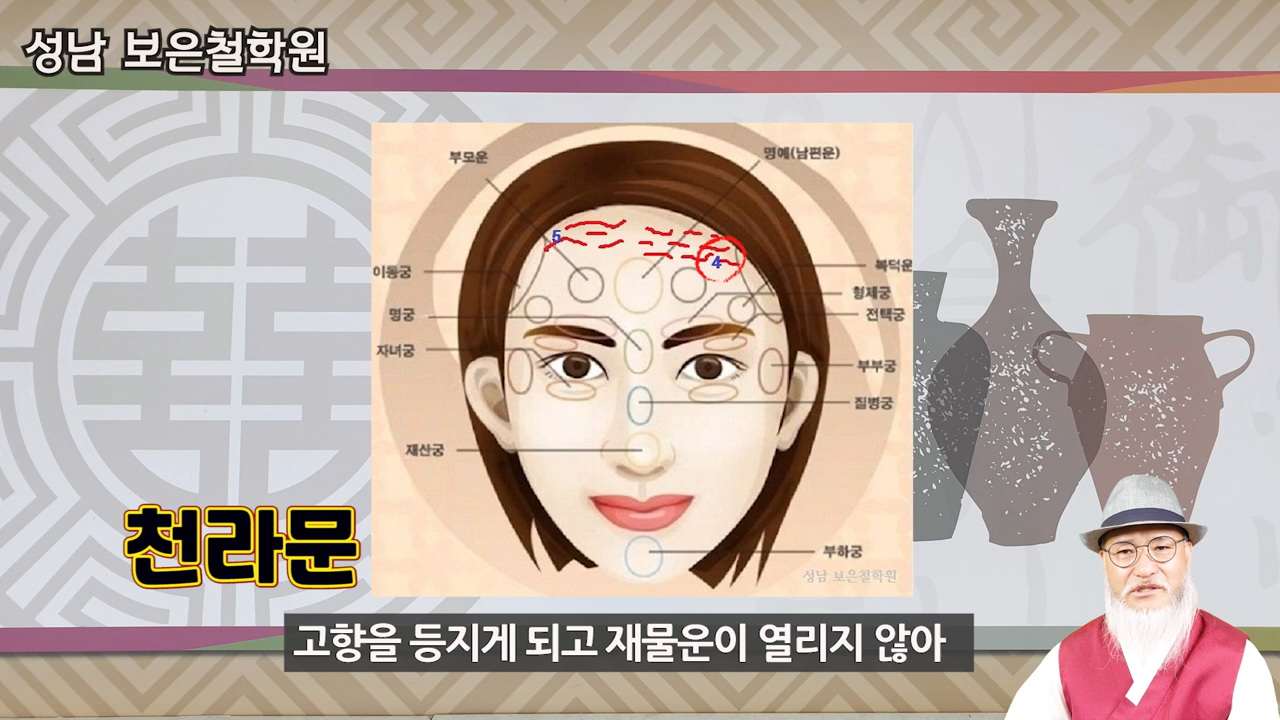 성남 보은철학원
부모운
명예(남편운)
5
4
이동궁
복덕운
형제궁
명궁
전택궁
자녀궁
부부궁
질병궁
재산궁
천라문
부하궁
성남 보은철학원
고향을 등지게 되고 재물운이 열리지 않아